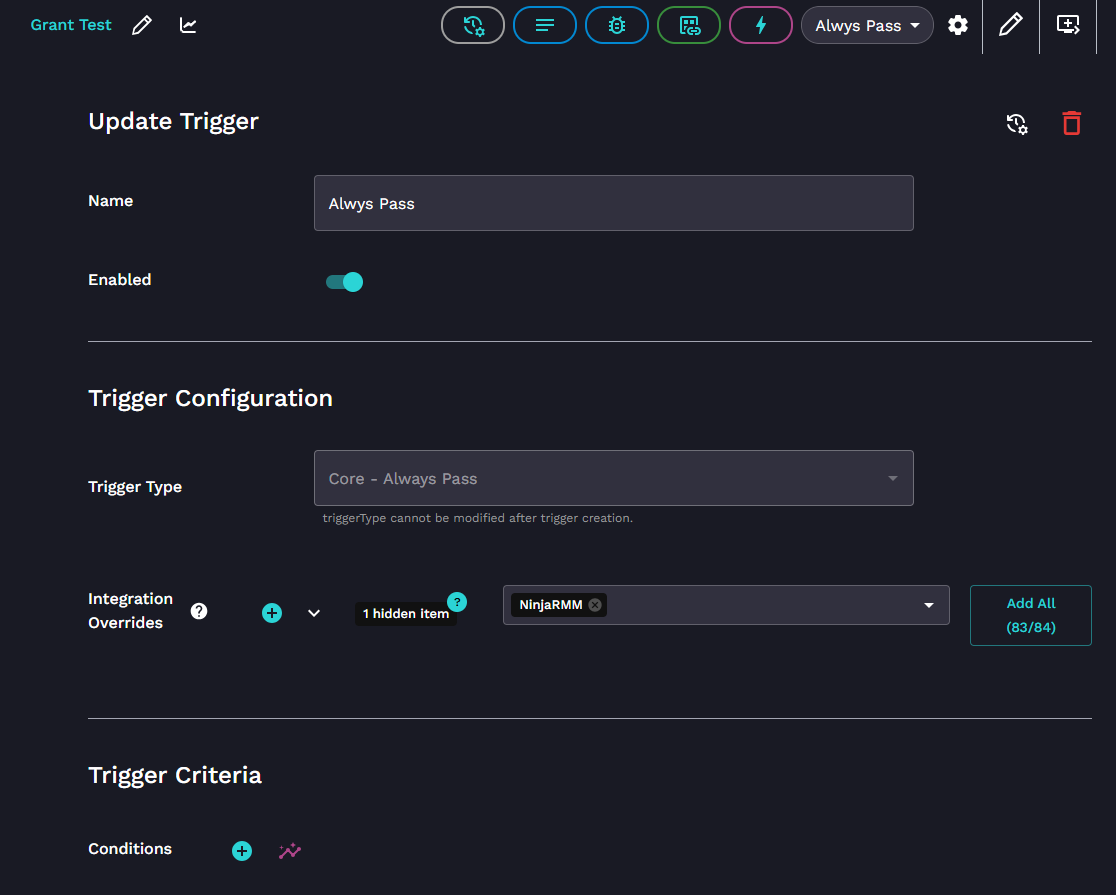 Grant Test
Alwys Pass
Update Trigger
Name
Alwys Pass
Enabled
Trigger Configuration
Trigger Type
Core - Always Pass
triggerType cannot be modified after trigger creation.
Integration
Overrides
?
1 hidden item
?
NinjaRMM
Add All
(83/84)
Trigger Criteria
Conditions